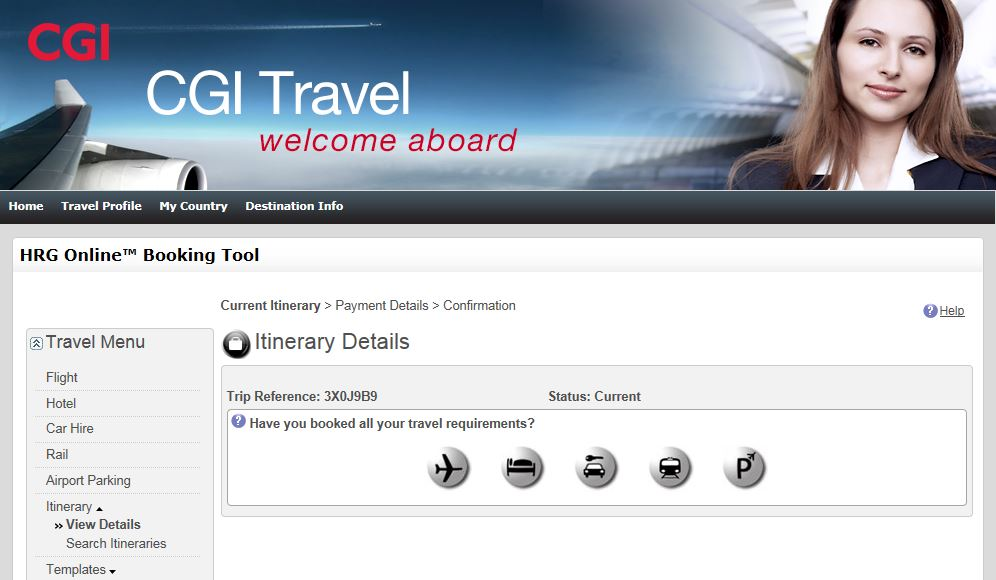 CGI
CGI Travel
welcome aboard
Home Travel Profile My Country Destination Info
HRG Online™ Booking Tool
Current Itinerary > Payment Details > Confirmation
? Help
Travel Menu
Itinerary Details
Flight
Hotel
Car Hire
Rail
Airport Parking
Itinerary
» View Details
Search Itineraries
Templates
Trip Reference: 3X0J9B9 Status: Current
? Have you booked all your travel requirements?
P